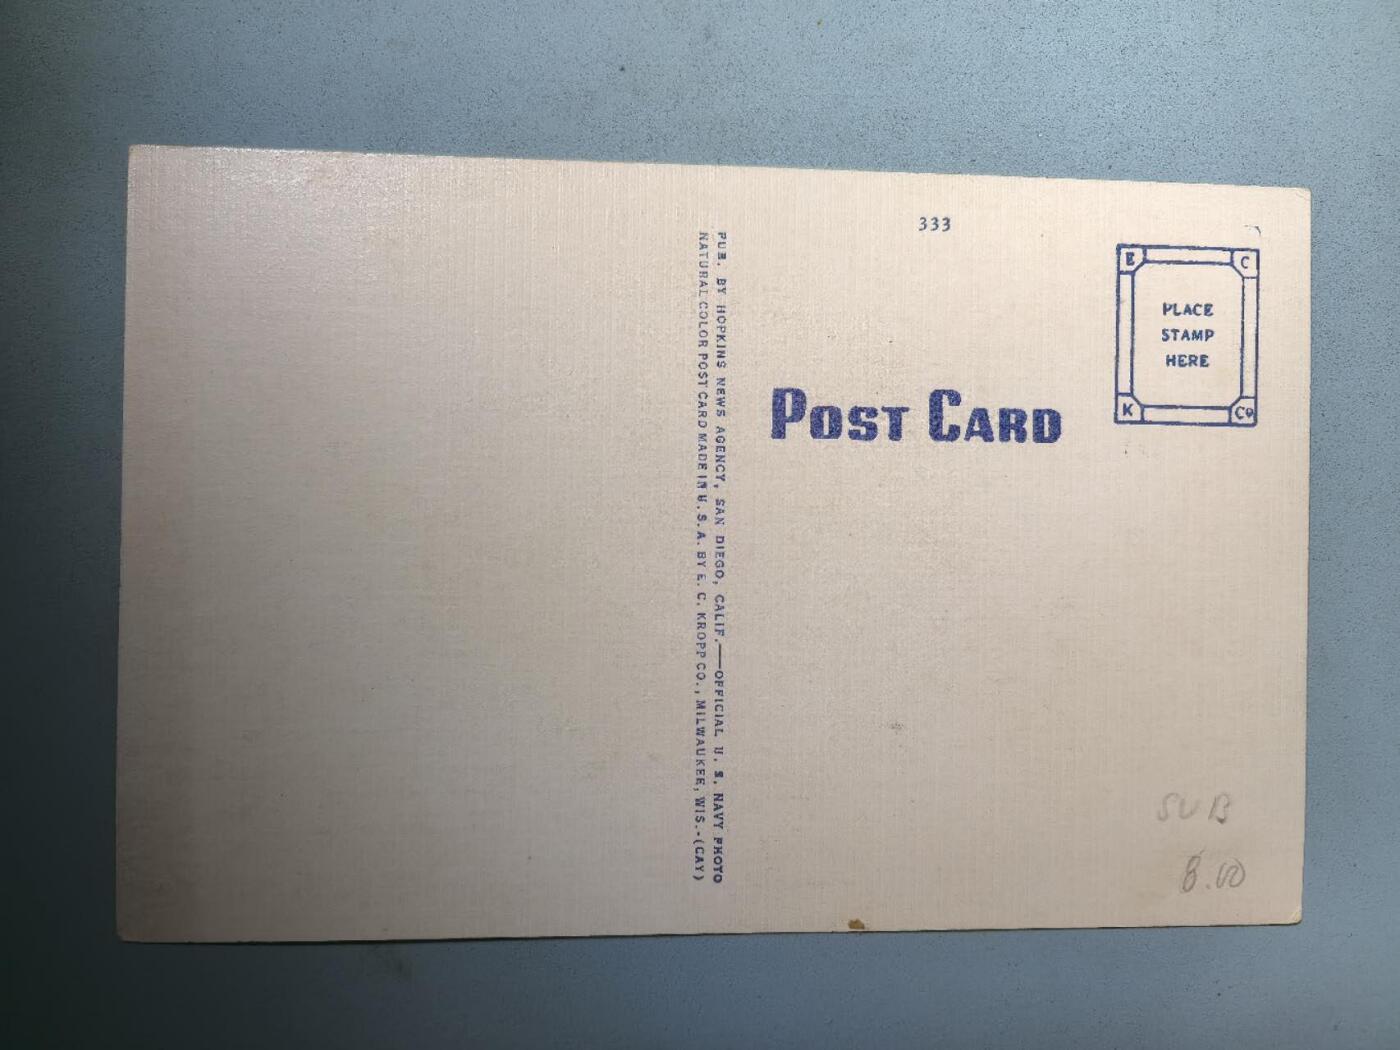 333
E C
PLACE
STAMP
HERE
K Co
POST CARD
PUB. BY HOPKINS NEWS AGENCY, SAN DIEGO, CALIF.—OFFICIAL U. S. NAVY PHOTO
NATURAL COLOR POST CARD MADE IN U. S. A. BY E. C. KROPP CO., MILWAUKEE, WIS.-(CAY)
SUB
8.00